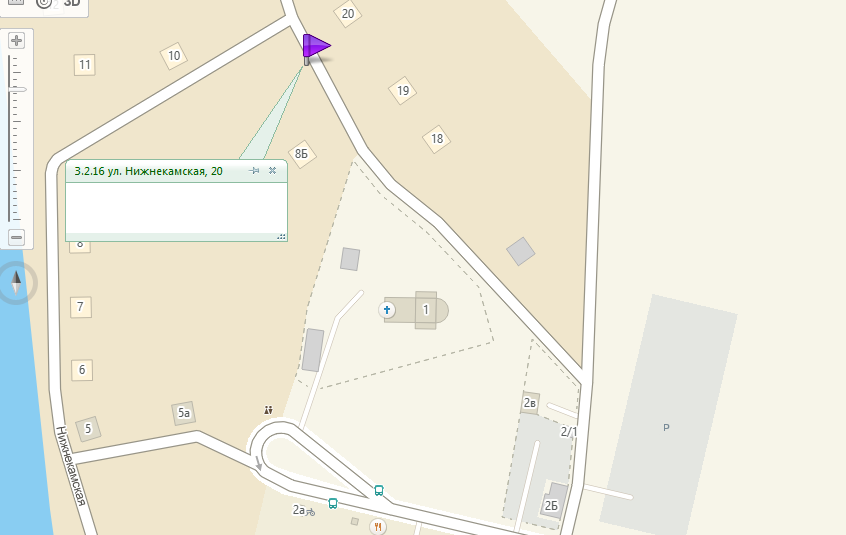 3D
20
10
11
19
18
8Б
3.2.16 ул. Нижнекамская, 20
8
7
1
6
2в
5а
5
2/1
P
Нижнекамская
2Б
2а